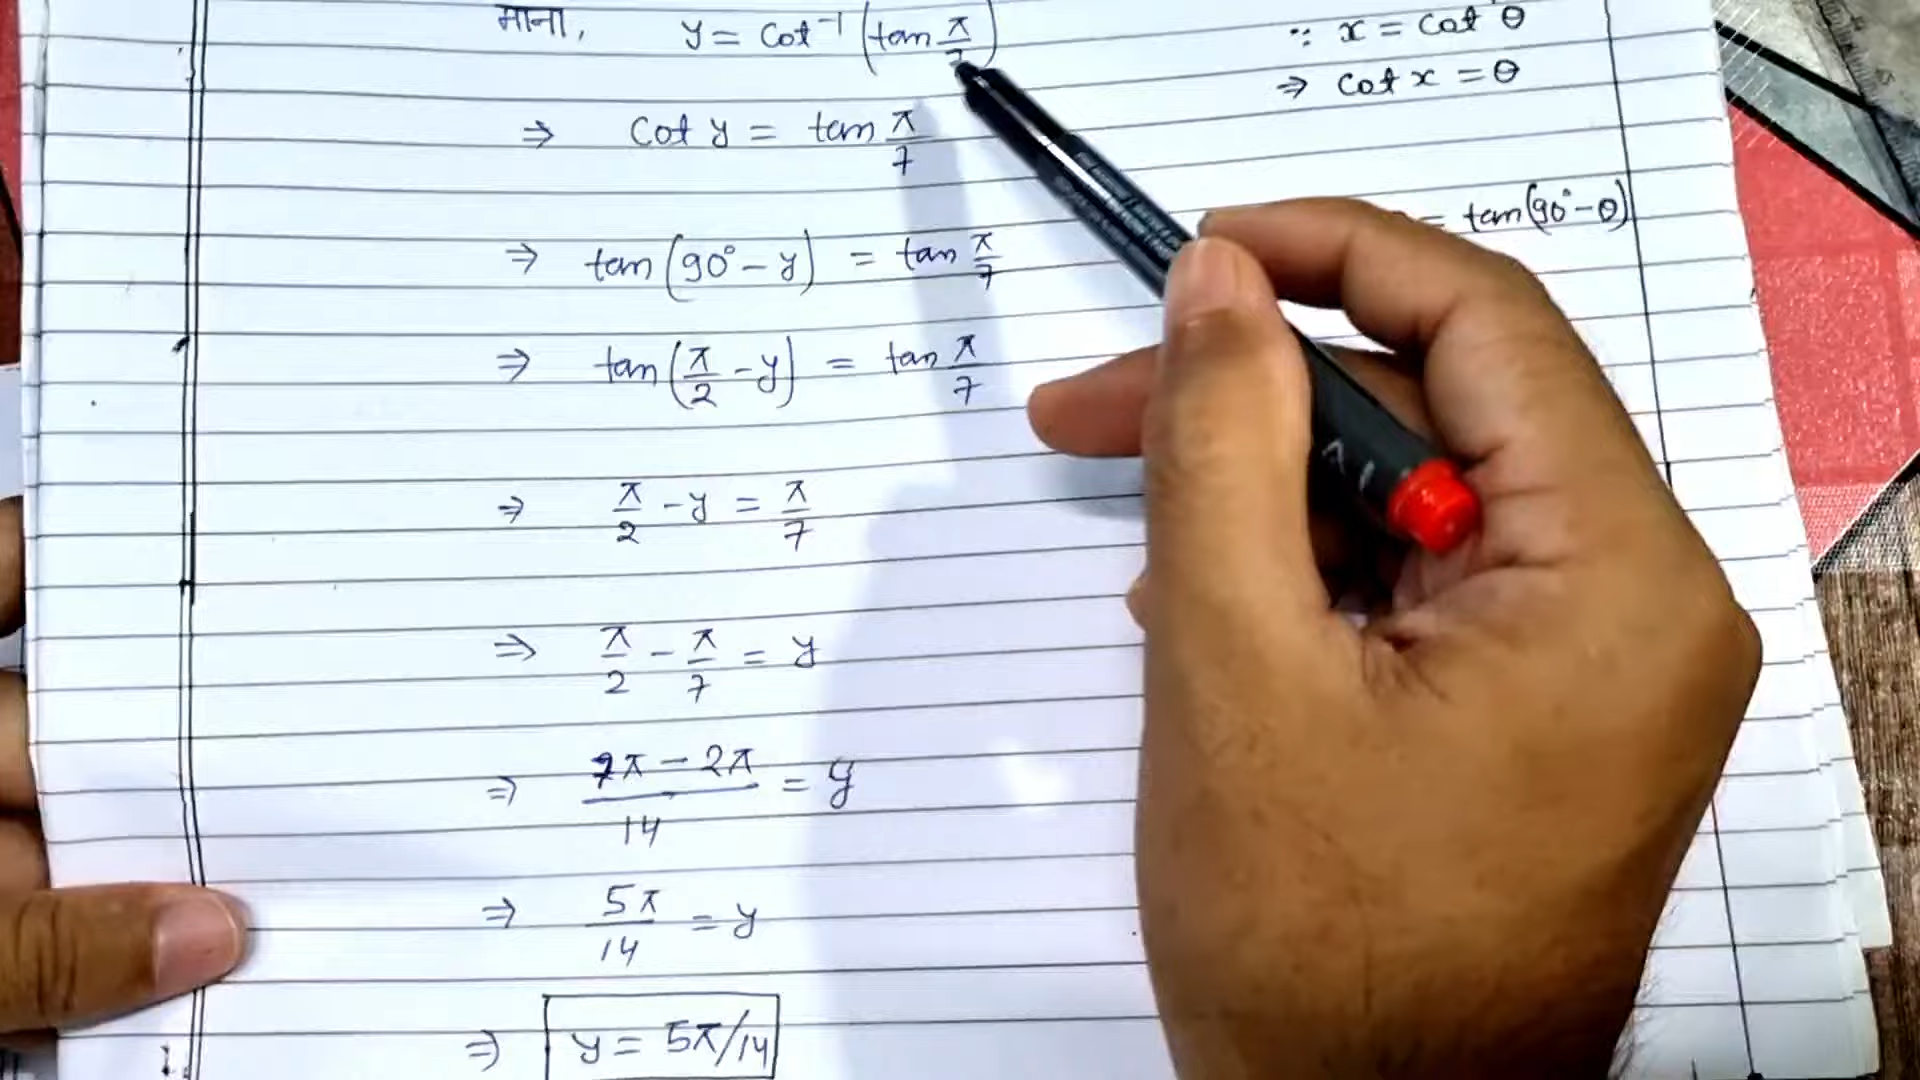 माना, y = cot⁻¹ (tan π/7)
∵ x = cot⁻¹ θ
⇒ cot x = θ
⇒ cot y = tan π/7
= tan(90° - θ)
⇒ tan (90° - y) = tan π/7
⇒ tan (π/2 - y) = tan π/7
⇒ π/2 - y = π/7
⇒ π/2 - π/7 = y
⇒ (7π - 2π)/14 = y
⇒ 5π/14 = y
⇒ y = 5π/14